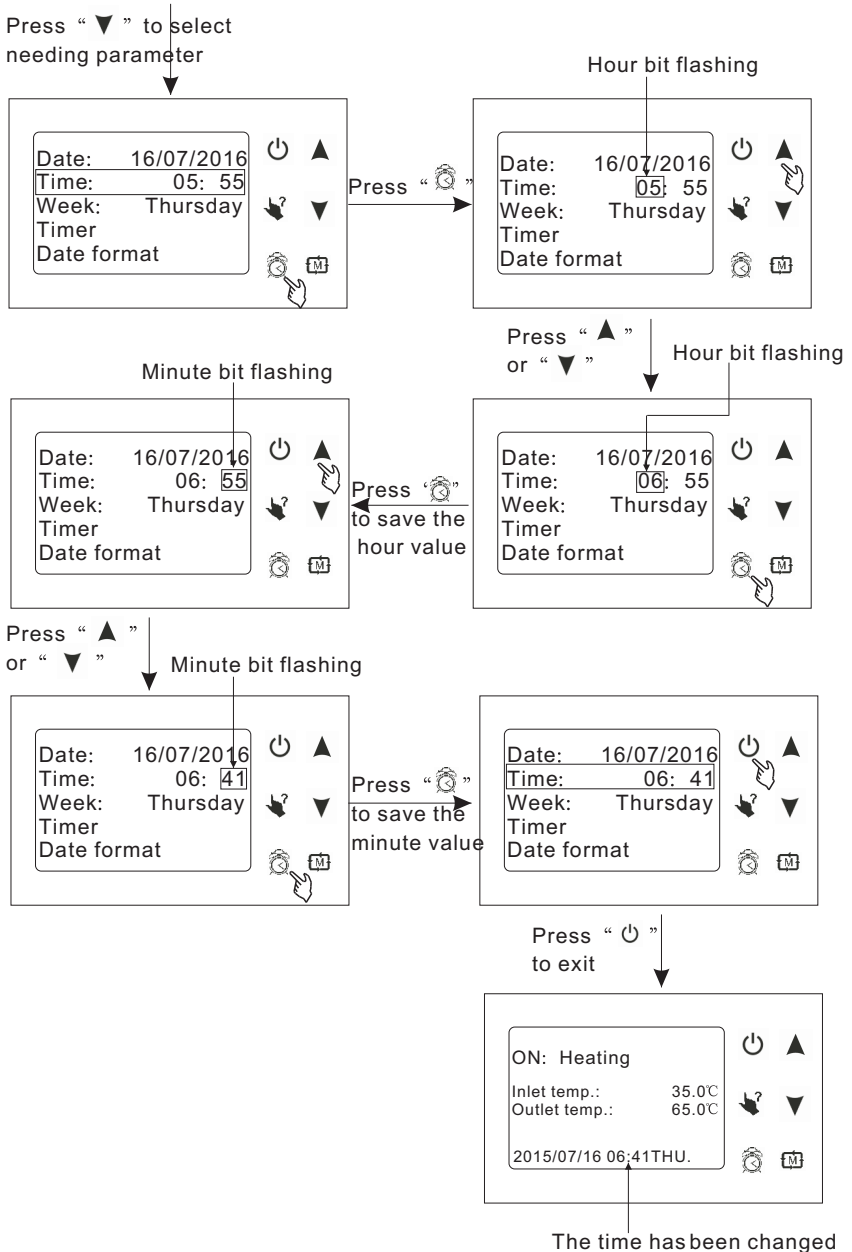 Press “ ▼ ” to select
needing parameter
Date: 16/07/2016
Time: 05: 55
Week: Thursday
Timer
Date format
?
M
Press “ ”
Hour bit flashing
Date: 16/07/2016
Time: 05: 55
Week: Thursday
Timer
Date format
?
M
Press “ ▲ ”
or “ ▼ ”
Hour bit flashing
Date: 16/07/2016
Time: 06: 55
Week: Thursday
Timer
Date format
?
M
Press ‘ ”
to save the
hour value
Minute bit flashing
Date: 16/07/2016
Time: 06: 55
Week: Thursday
Timer
Date format
?
M
Press “ ▲ ”
or “ ▼ ”
Minute bit flashing
Date: 16/07/2016
Time: 06: 41
Week: Thursday
Timer
Date format
?
M
Press “ ”
to save the
minute value
Date: 16/07/2016
Time: 06: 41
Week: Thursday
Timer
Date format
?
M
Press “ ⏻ ”
to exit
ON: Heating
Inlet temp.: 35.0℃
Outlet temp.: 65.0℃
2015/07/16 06:41THU.
?
M
The time has been changed